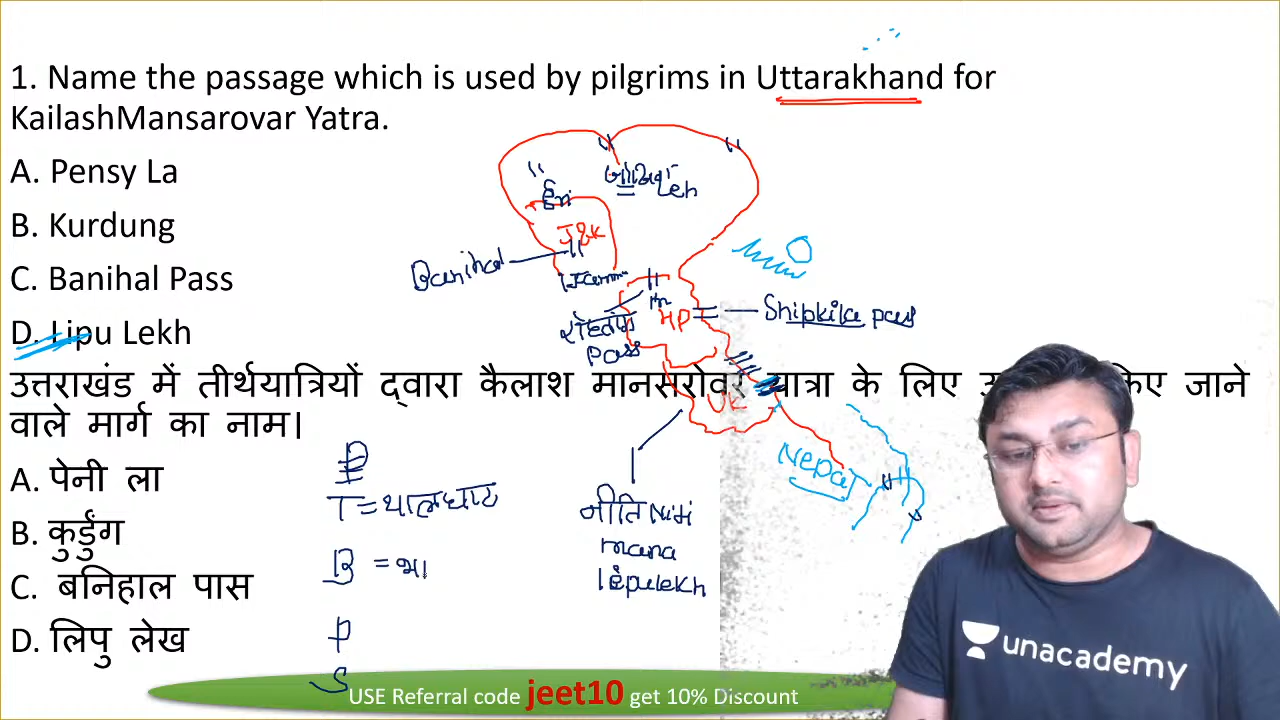 1. Name the passage which is used by pilgrims in Uttarakhand for
KailashMansarovar Yatra.
A. Pensy La
B. Kurdung
C. Banihal Pass
D. Lipu Lekh
उत्तराखंड में तीर्थयात्रियों द्वारा कैलाश मानसरोवर यात्रा के लिए जाने
वाले मार्ग का नाम।
A. पेनी ला
B. कुर्डुंग
C. बनिहाल पास
D. लिपु लेख
Leh
J&K
Banihal
HP
Shipkila pass
pass
UK
Nepal
T = थालघाट
B = भा
P
S
नीति Niti
mana
lipulekh
unacademy
USE Referral code jeet10 get 10% Discount